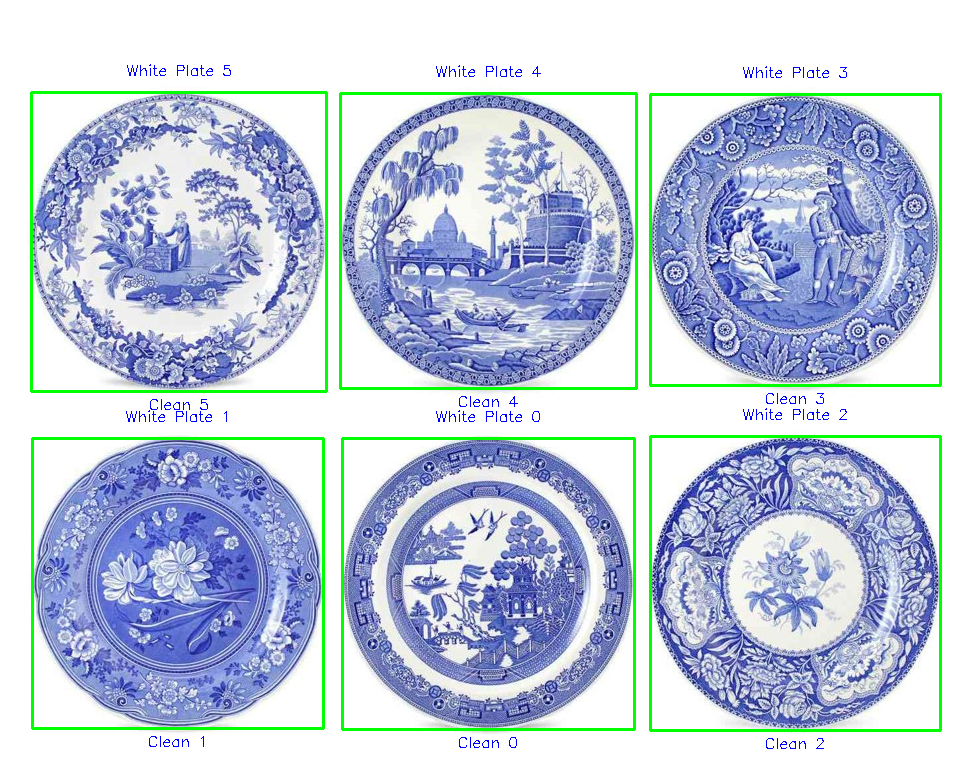 White Plate 5
White Plate 4
White Plate 3
Clean 5
Clean 4
Clean 3
White Plate 1
White Plate 0
White Plate 2
Clean 1
Clean 0
Clean 2